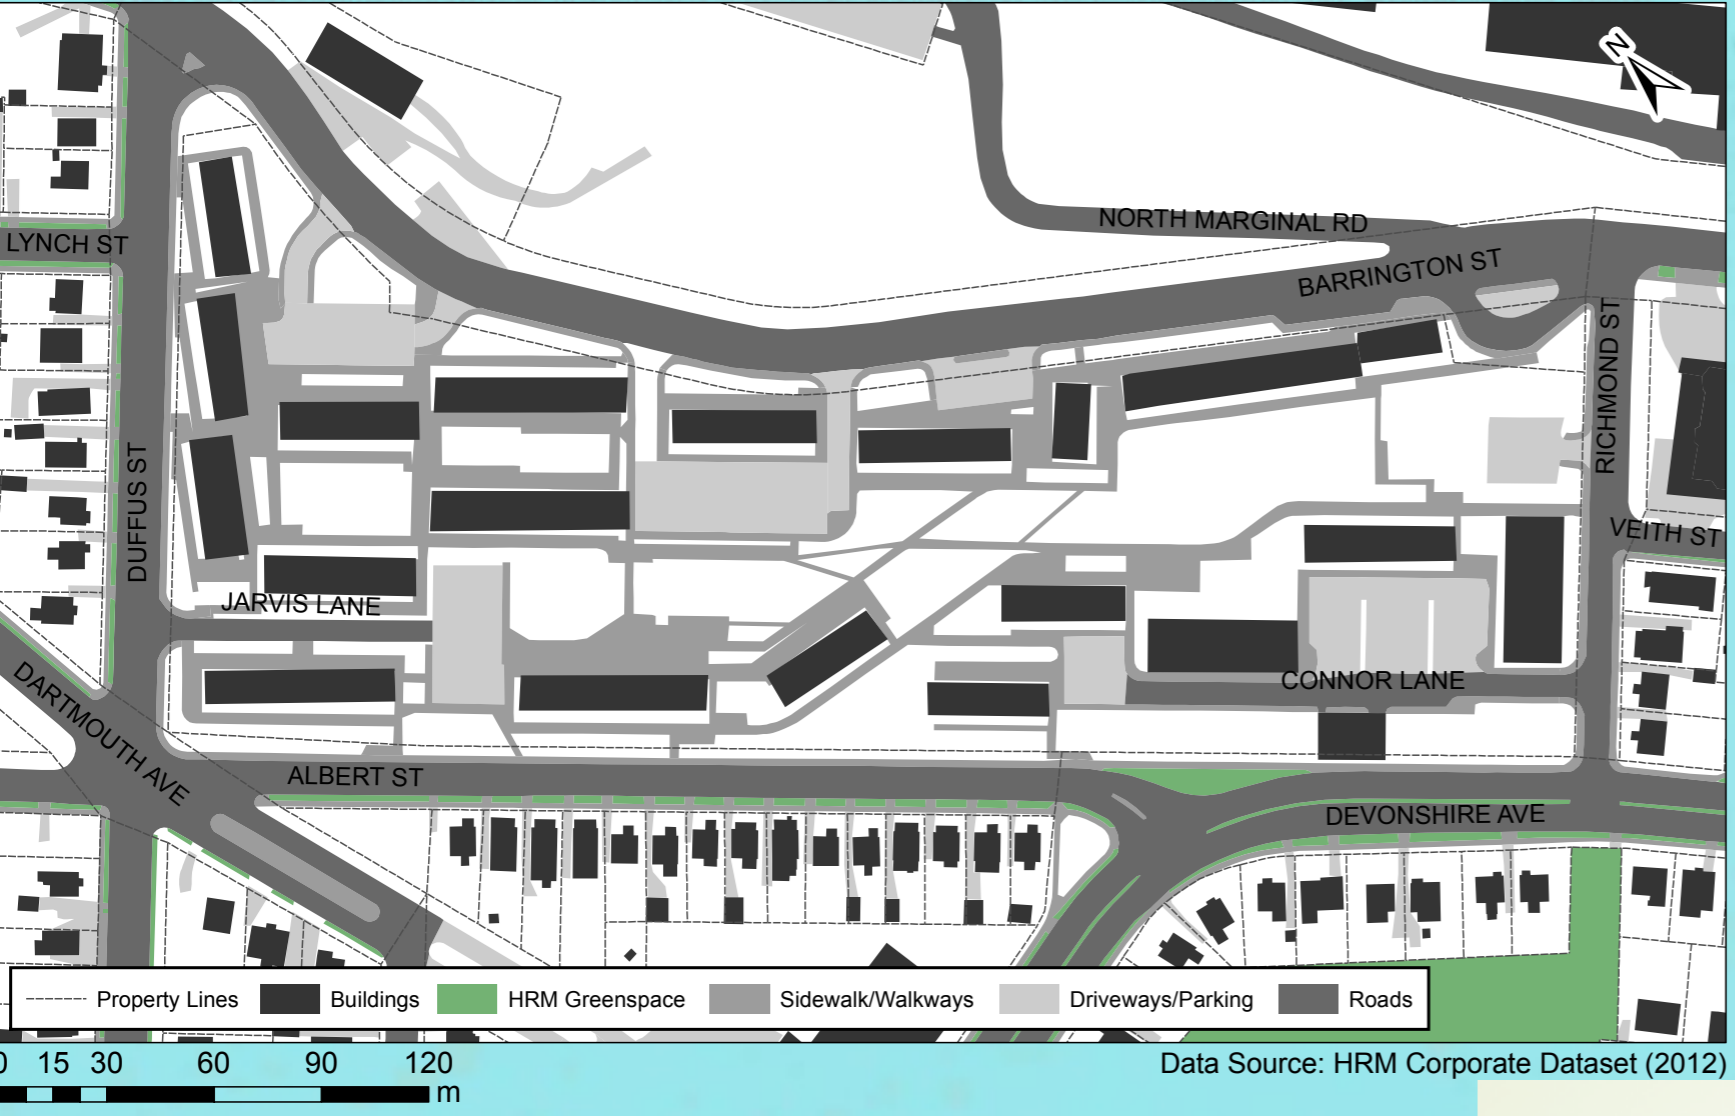 N
LYNCH ST
NORTH MARGINAL RD
BARRINGTON ST
RICHMOND ST
DUFFUS ST
VEITH ST
JARVIS LANE
CONNOR LANE
DARTMOUTH AVE
ALBERT ST
DEVONSHIRE AVE
Property Lines Buildings HRM Greenspace Sidewalk/Walkways Driveways/Parking Roads
0 15 30 60 90 120
m
Data Source: HRM Corporate Dataset (2012)